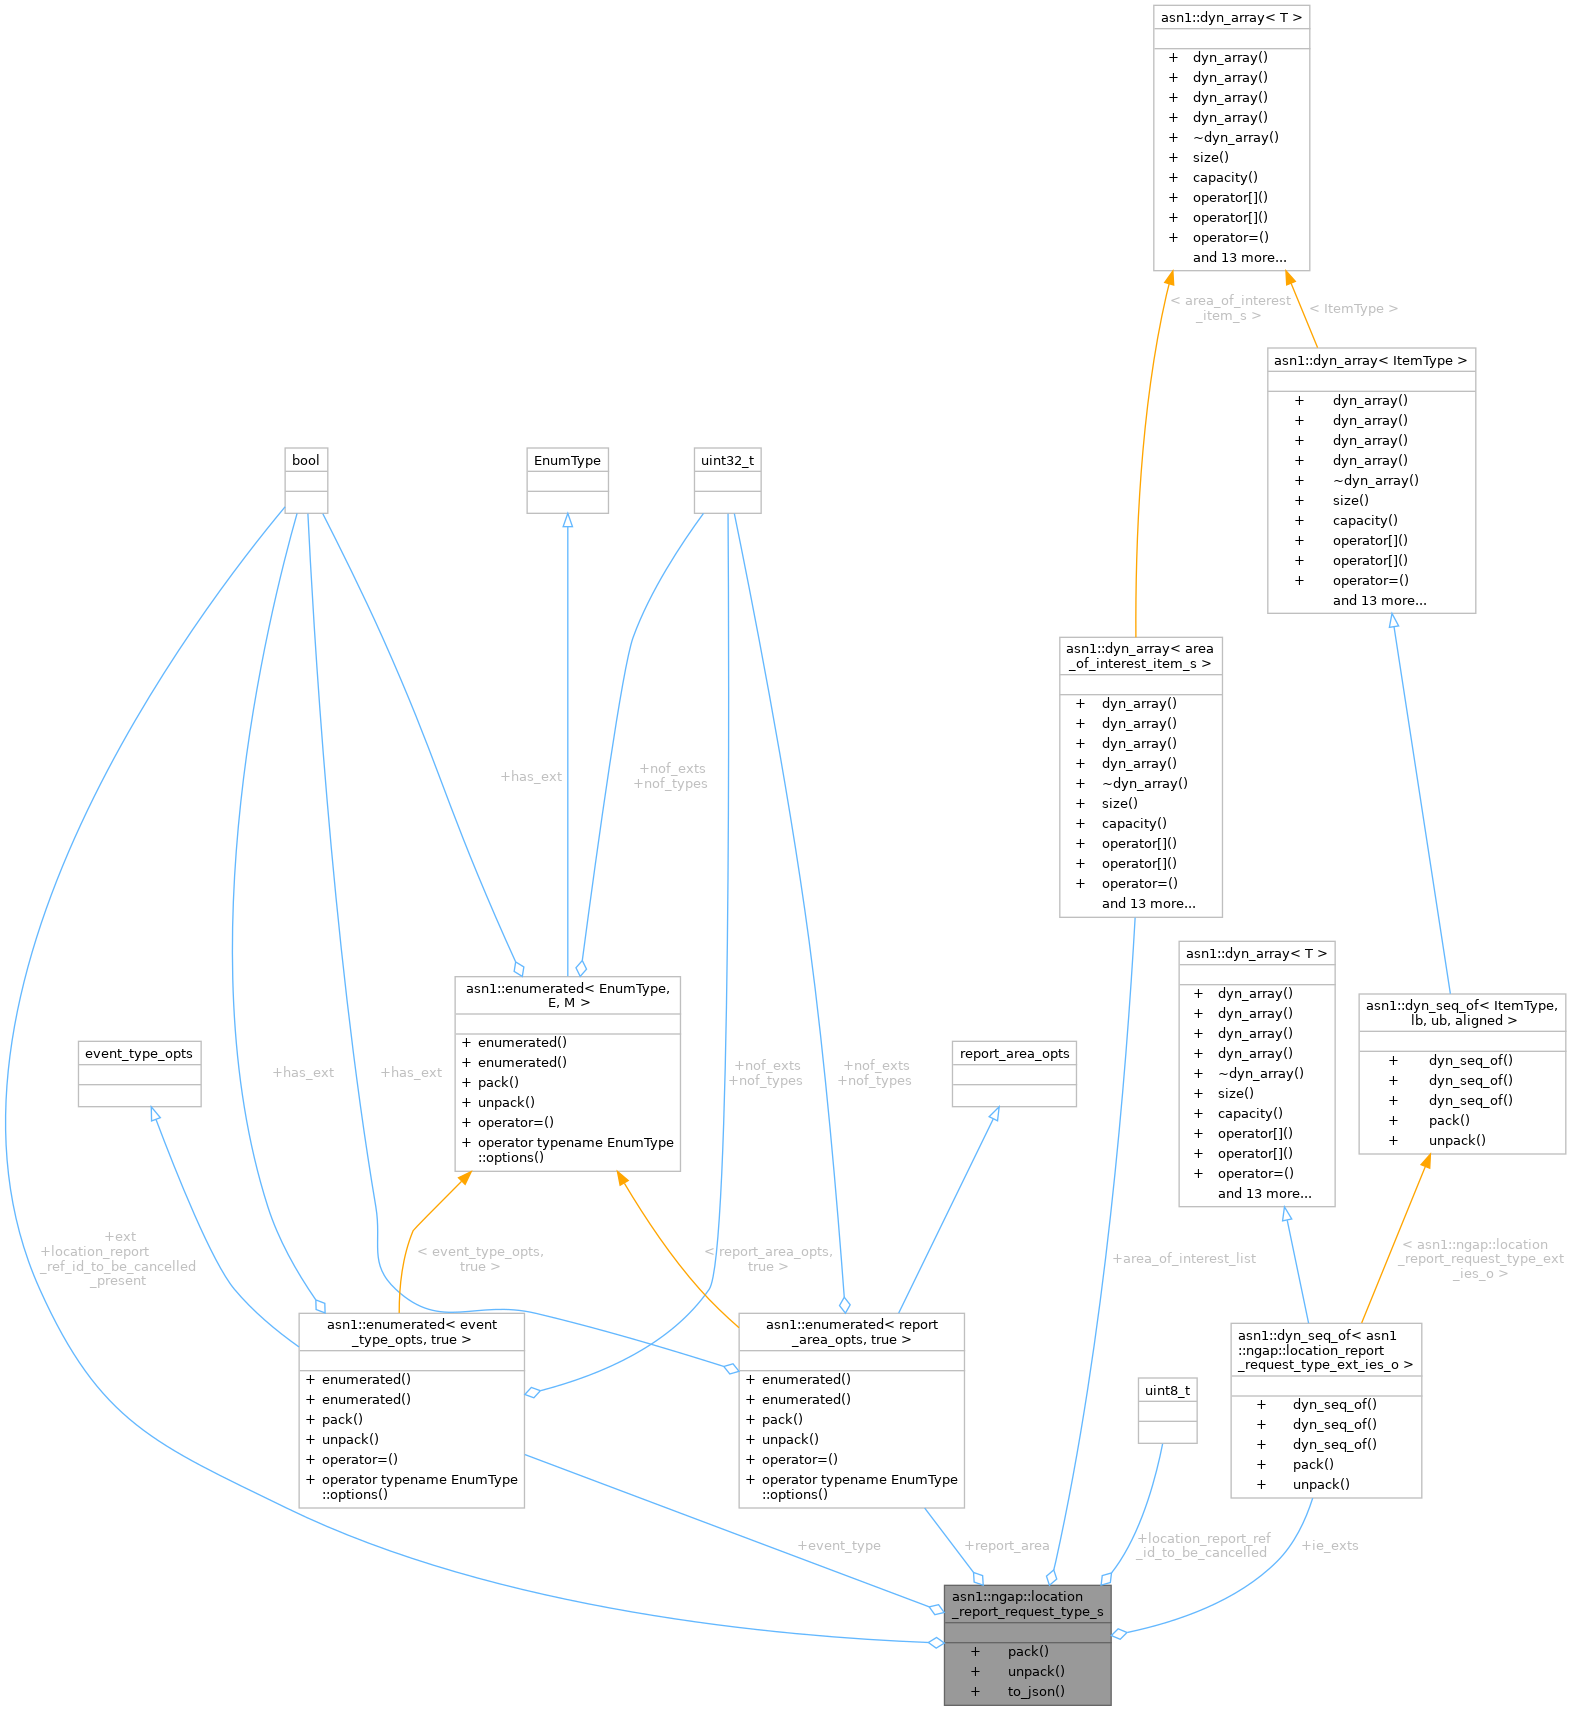 asn1::dyn_array< T >
+ dyn_array()
+ dyn_array()
+ dyn_array()
+ dyn_array()
+ ~dyn_array()
+ size()
+ capacity()
+ operator[]()
+ operator[]()
+ operator=()
and 13 more...
< area_of_interest
_item_s >
< ItemType >
asn1::dyn_array< ItemType >
+ dyn_array()
+ dyn_array()
+ dyn_array()
+ dyn_array()
+ ~dyn_array()
+ size()
+ capacity()
+ operator[]()
+ operator[]()
+ operator=()
and 13 more...
bool
EnumType
uint32_t
asn1::dyn_array< area
_of_interest_item_s >
+ dyn_array()
+ dyn_array()
+ dyn_array()
+ dyn_array()
+ ~dyn_array()
+ size()
+ capacity()
+ operator[]()
+ operator[]()
+ operator=()
and 13 more...
+has_ext
+nof_exts
+nof_types
asn1::dyn_array< T >
+ dyn_array()
+ dyn_array()
+ dyn_array()
+ dyn_array()
+ ~dyn_array()
+ size()
+ capacity()
+ operator[]()
+ operator[]()
+ operator=()
and 13 more...
asn1::dyn_seq_of< ItemType,
lb, ub, aligned >
+ dyn_seq_of()
+ dyn_seq_of()
+ dyn_seq_of()
+ pack()
+ unpack()
asn1::enumerated< EnumType,
E, M >
+ enumerated()
+ enumerated()
+ pack()
+ unpack()
+ operator=()
+ operator typename EnumType
::options()
event_type_opts
+has_ext
+has_ext
+nof_exts
+nof_types
+nof_exts
+nof_types
report_area_opts
+ext
+location_report
_ref_id_to_be_cancelled
_present
< event_type_opts,
true >
< report_area_opts,
true >
+area_of_interest_list
< asn1::ngap::location
_report_request_type_ext
_ies_o >
asn1::enumerated< event
_type_opts, true >
+ enumerated()
+ enumerated()
+ pack()
+ unpack()
+ operator=()
+ operator typename EnumType
::options()
asn1::enumerated< report
_area_opts, true >
+ enumerated()
+ enumerated()
+ pack()
+ unpack()
+ operator=()
+ operator typename EnumType
::options()
uint8_t
asn1::dyn_seq_of< asn1
::ngap::location_report
_request_type_ext_ies_o >
+ dyn_seq_of()
+ dyn_seq_of()
+ dyn_seq_of()
+ pack()
+ unpack()
+event_type
+report_area
+location_report_ref
_id_to_be_cancelled
+ie_exts
asn1::ngap::location
_report_request_type_s
+ pack()
+ unpack()
+ to_json()